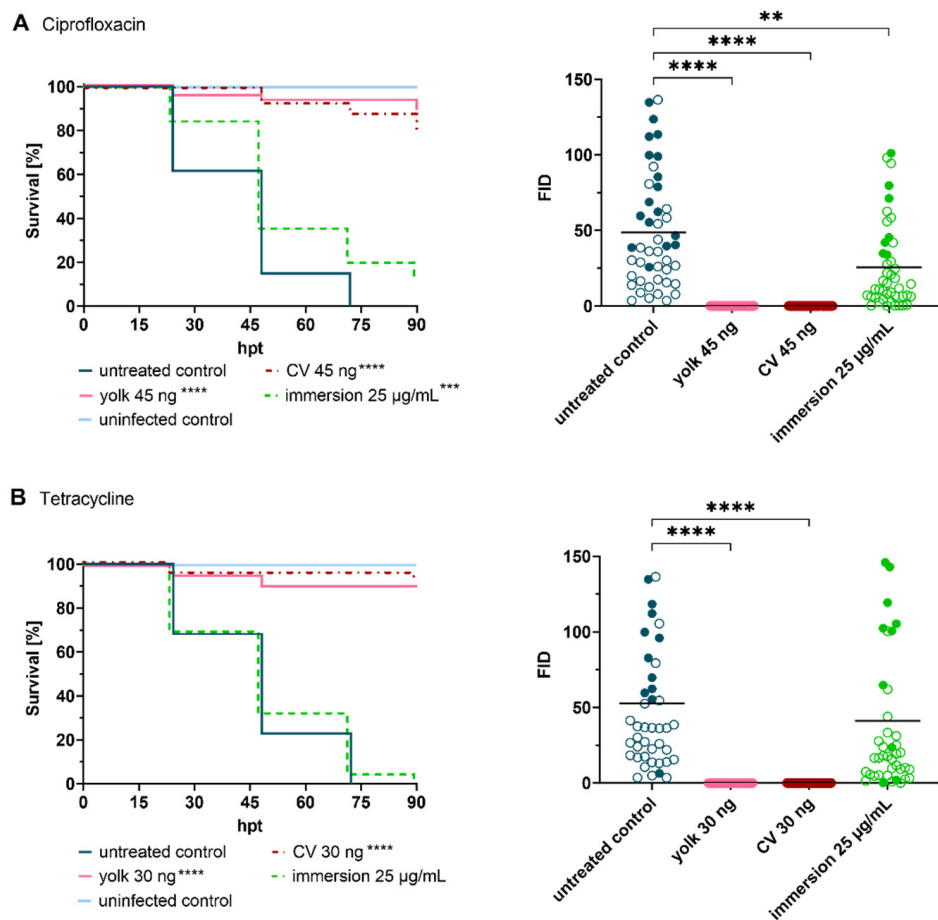 A Ciprofloxacin
Survival [%]
100
80
60
40
20
0
0 15 30 45 60 75 90
hpt
untreated control
CV 45 ng ****
yolk 45 ng ****
immersion 25 µg/mL ***
uninfected control
**
****
****
FID
150
100
50
0
untreated control
yolk 45 ng
CV 45 ng
immersion 25 µg/mL
B Tetracycline
Survival [%]
100
80
60
40
20
0
0 15 30 45 60 75 90
hpt
untreated control
CV 30 ng ****
yolk 30 ng ****
immersion 25 µg/mL
uninfected control
****
****
FID
150
100
50
0
untreated control
yolk 30 ng
CV 30 ng
immersion 25 µg/mL